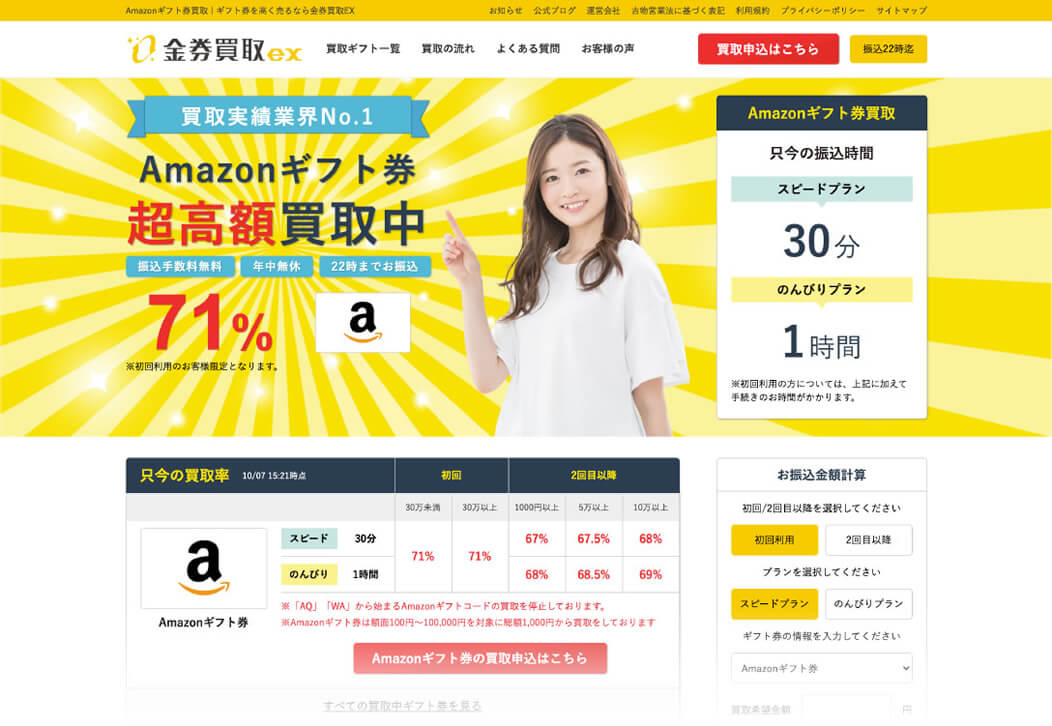 Amazonギフト券買取｜ギフト券を高く売るなら金券買取EX
お知らせ 公式ブログ 運営会社 古物営業法に基づく表記 利用規約 プライバシーポリシー サイトマップ
金券買取ex
買取ギフト一覧 買取の流れ よくある質問 お客様の声
買取申込はこちら
振込22時迄
買取実績業界No.1
Amazonギフト券
超高額買取中
振込手数料無料 年中無休 22時までお振込
71%
a
※初回利用のお客様限定となります。
Amazonギフト券買取
只今の振込時間
スピードプラン
30分
のんびりプラン
1時間
※初回利用の方については、上記に加えて
手続きのお時間がかかります。
只今の買取率 10/07 15:21時点 初回 2回目以降
30万未満 30万以上 1000円以上 5万以上 10万以上
a
Amazonギフト券
スピード 30分 71% 71% 67% 67.5% 68%
のんびり 1時間 68% 68.5% 69%
※「AQ」「WA」から始まるAmazonギフトコードの買取を停止しております。
※Amazonギフト券は額面100円〜100,000円を対象に総額1,000円から買取をしております
Amazonギフト券の買取申込はこちら
すべての買取中ギフト券を見る
お振込金額計算
初回/2回目以降を選択してください
初回利用 2回目以降
プランを選択してください
スピードプラン のんびりプラン
ギフト券の情報を入力してください
Amazonギフト券
買取希望金額 円